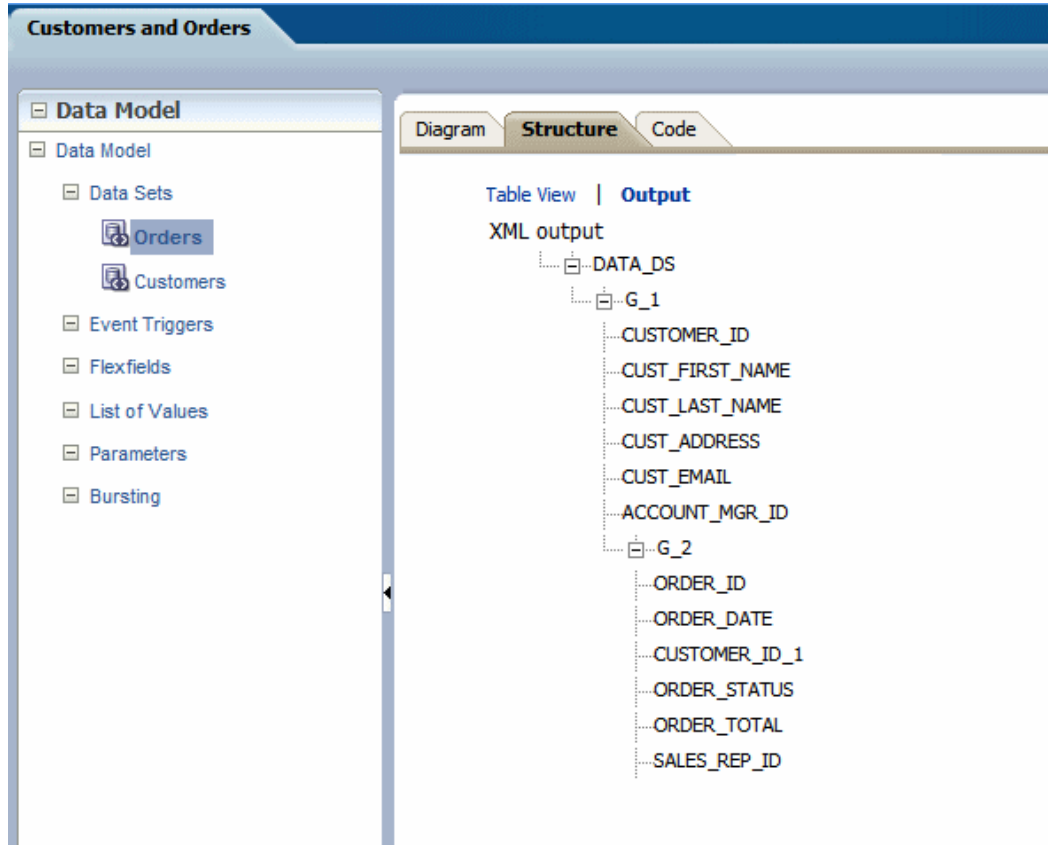 Customers and Orders
Data Model
Data Model
Data Sets
Orders
Customers
Event Triggers
Flexfields
List of Values
Parameters
Bursting
Diagram Structure Code
Table View | Output
XML output
DATA_DS
G_1
CUSTOMER_ID
CUST_FIRST_NAME
CUST_LAST_NAME
CUST_ADDRESS
CUST_EMAIL
ACCOUNT_MGR_ID
G_2
ORDER_ID
ORDER_DATE
CUSTOMER_ID_1
ORDER_STATUS
ORDER_TOTAL
SALES_REP_ID